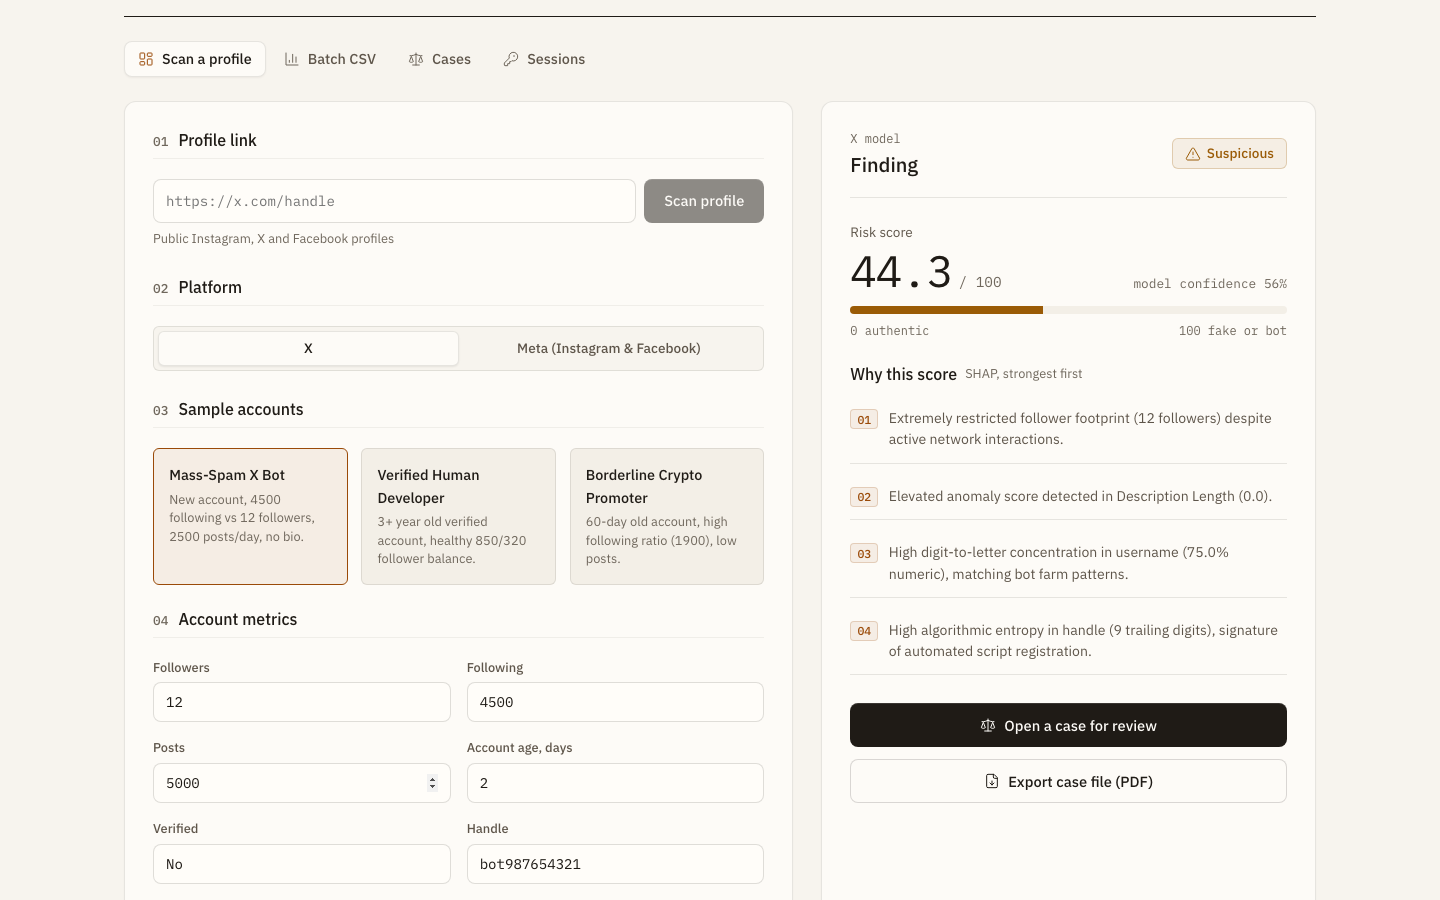 Scan a profile
Batch CSV
Cases
Sessions
01 Profile link
https://x.com/handle
Scan profile
Public Instagram, X and Facebook profiles
02 Platform
X
Meta (Instagram & Facebook)
03 Sample accounts
Mass-Spam X Bot
New account, 4500
following vs 12 followers,
2500 posts/day, no bio.
Verified Human
Developer
3+ year old verified
account, healthy 850/320
follower balance.
Borderline Crypto
Promoter
60-day old account, high
following ratio (1900), low
posts.
04 Account metrics
Followers
12
Following
4500
Posts
5000
Account age, days
2
Verified
No
Handle
bot987654321
X model
Finding
Suspicious
Risk score
44.3 / 100
model confidence 56%
0 authentic
100 fake or bot
Why this score SHAP, strongest first
01 Extremely restricted follower footprint (12 followers) despite
active network interactions.
02 Elevated anomaly score detected in Description Length (0.0).
03 High digit-to-letter concentration in username (75.0%
numeric), matching bot farm patterns.
04 High algorithmic entropy in handle (9 trailing digits), signature
of automated script registration.
Open a case for review
Export case file (PDF)